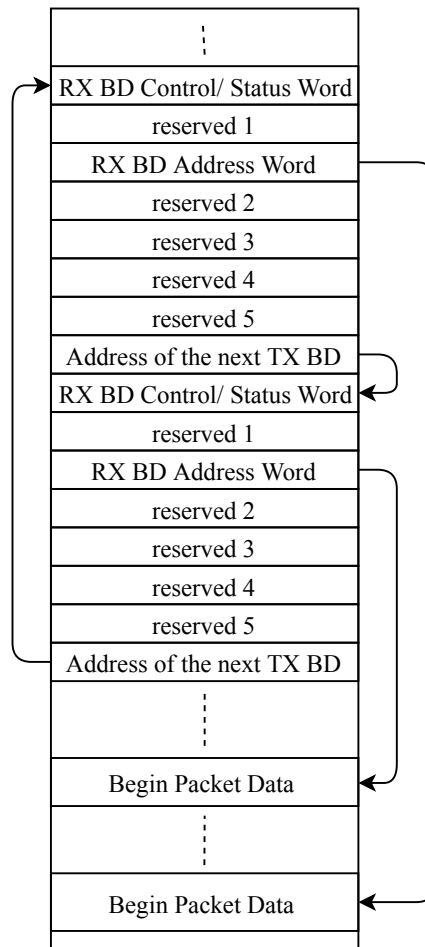 RX BD Control/ Status Word
reserved 1
RX BD Address Word
reserved 2
reserved 3
reserved 4
reserved 5
Address of the next TX BD
RX BD Control/ Status Word
reserved 1
RX BD Address Word
reserved 2
reserved 3
reserved 4
reserved 5
Address of the next TX BD
Begin Packet Data
Begin Packet Data